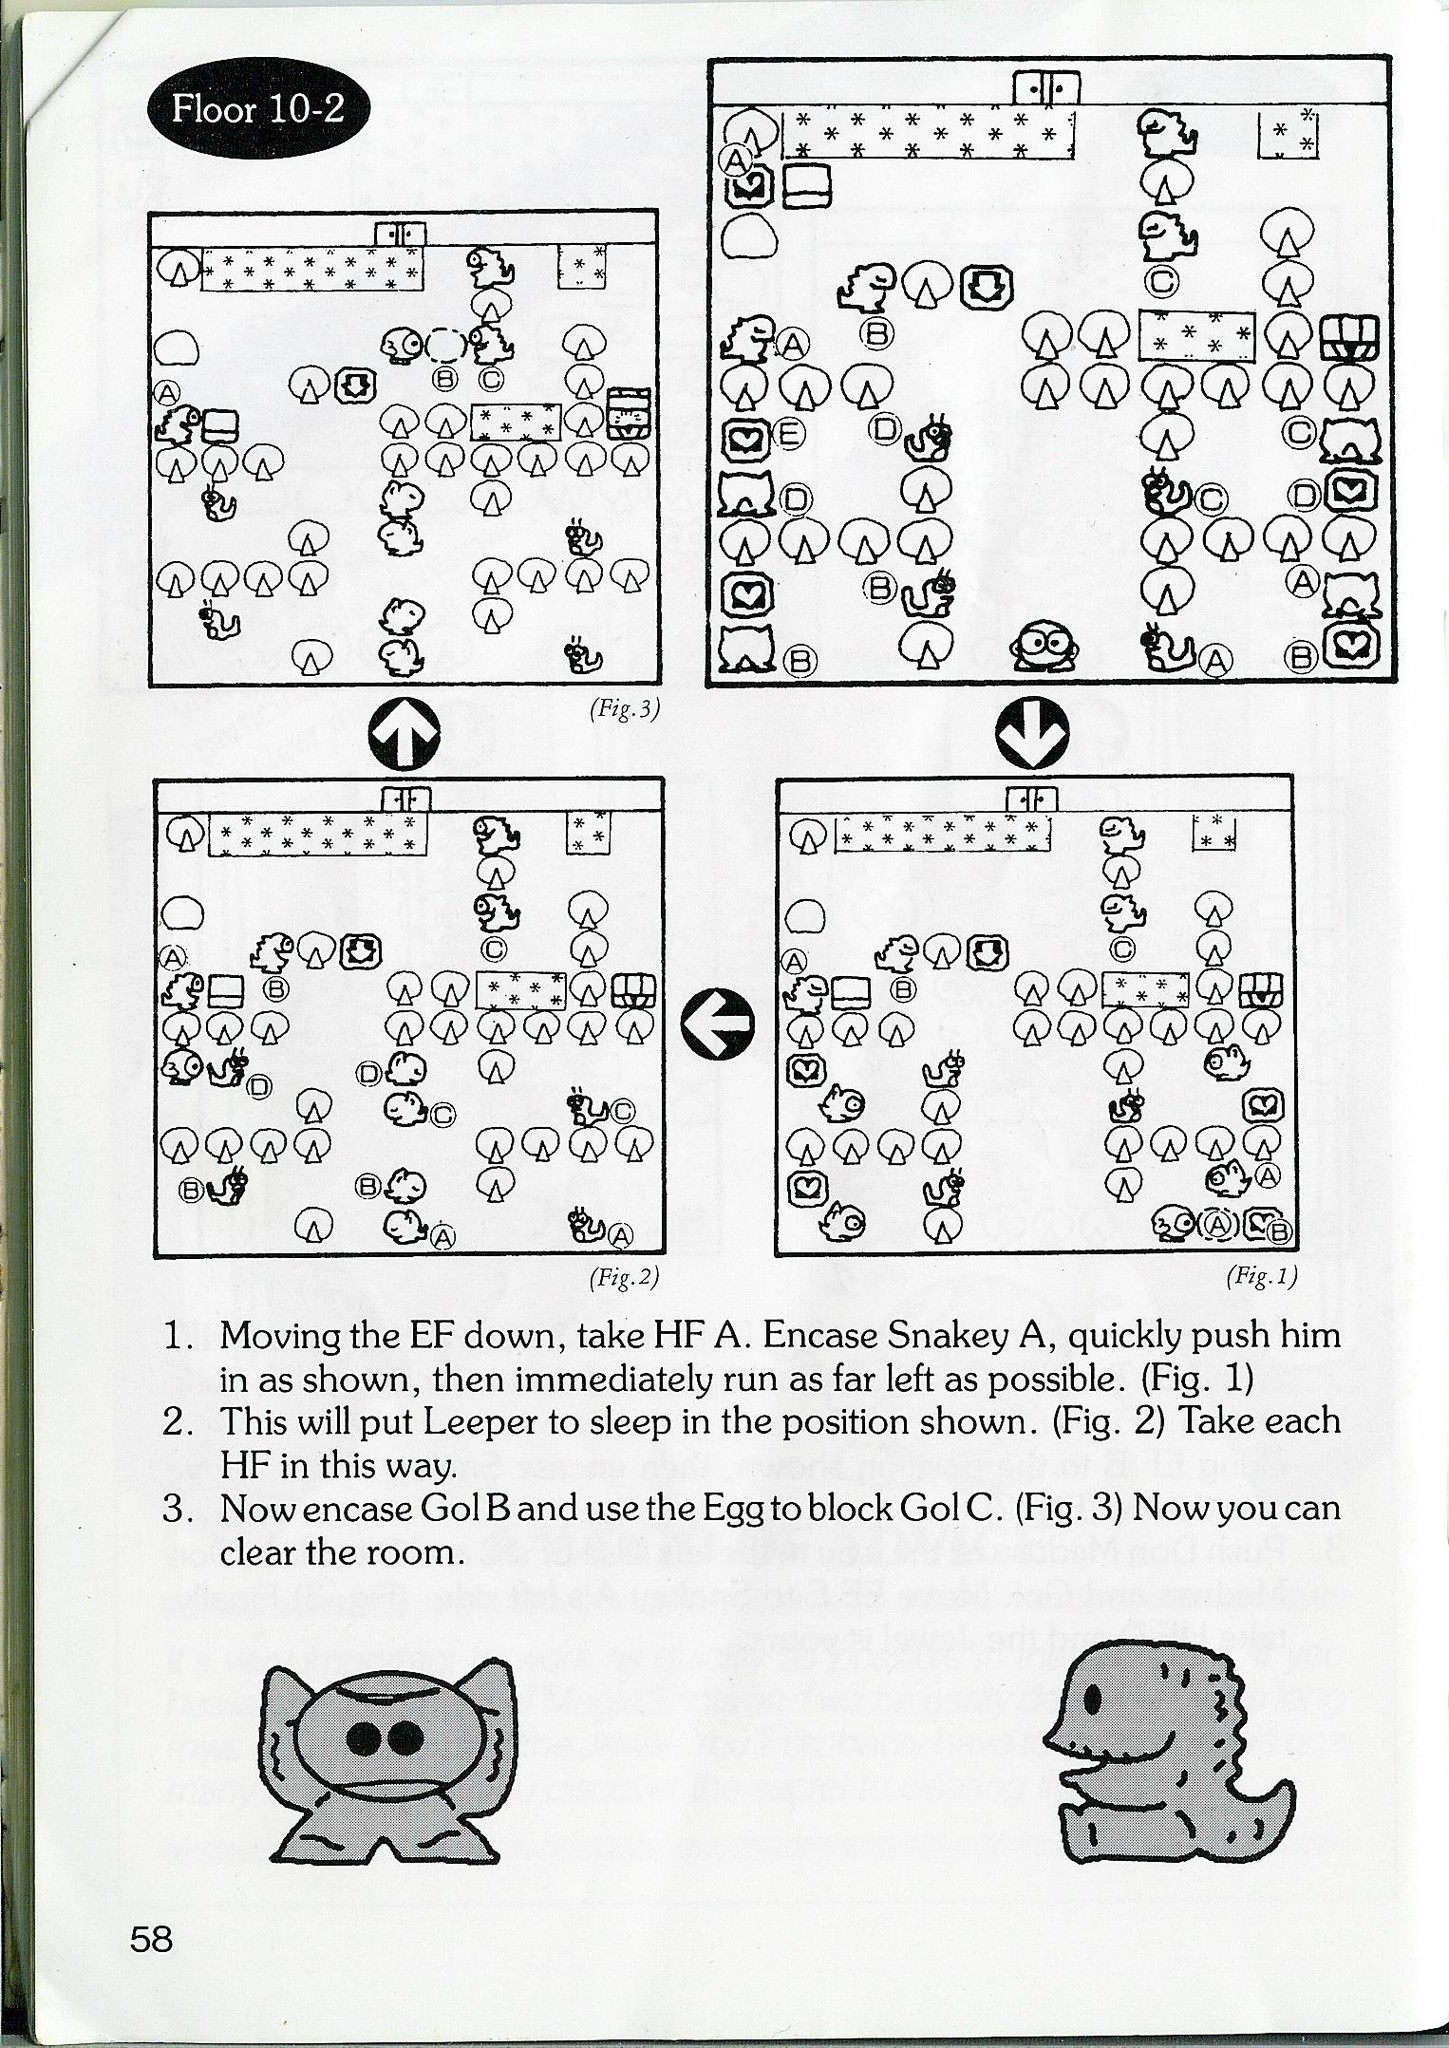 Floor 10-2
A
C
B
A
E
D
C
D
C
D
B
A
B
A
B
(Fig.3)
B
C
A
(Fig.2)
C
A
B
D
D
C
C
B
B
A
A
(Fig.1)
C
A
B
A
A
B
1. Moving the EF down, take HF A. Encase Snakey A, quickly push him
in as shown, then immediately run as far left as possible. (Fig. 1)
2. This will put Leeper to sleep in the position shown. (Fig. 2) Take each
HF in this way.
3. Now encase Gol B and use the Egg to block Gol C. (Fig. 3) Now you can
clear the room.
58